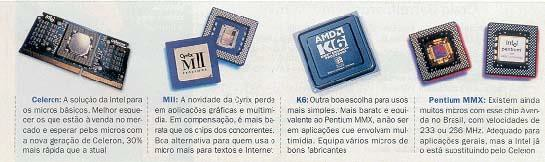 Cyrix
MII
AMD
K6
intel
pentium
Celeron: A solução da Intel para
os micros básicos. Melhor esque-
cer os que estão à venda no mer-
cado e esperar pelos micros com
a nova geração de Celeron, 30%
mais rápida que a atual
MII: A novidade da Cyrix perde
em aplicações gráficas e multimí-
dia. Em compensação, é mais ba-
rata que os chips dos concorrentes.
Boa alternativa para quem usa o
micro mais para textos e Internet
K6: Outra boa escolha para usos
mais simples. Mais barato e equi-
valente ao Pentium MMX, a não ser
em aplicações que envolvam mul-
timídia. Equipa vários micros de
bons fabricantes
Pentium MMX: Existem ainda
muitos micros com esse chip à ven-
da no Brasil, com velocidades de
233 ou 266 MHz. Adequado para
aplicações gerais, mas a Intel já
o está substituindo pelo Celeron